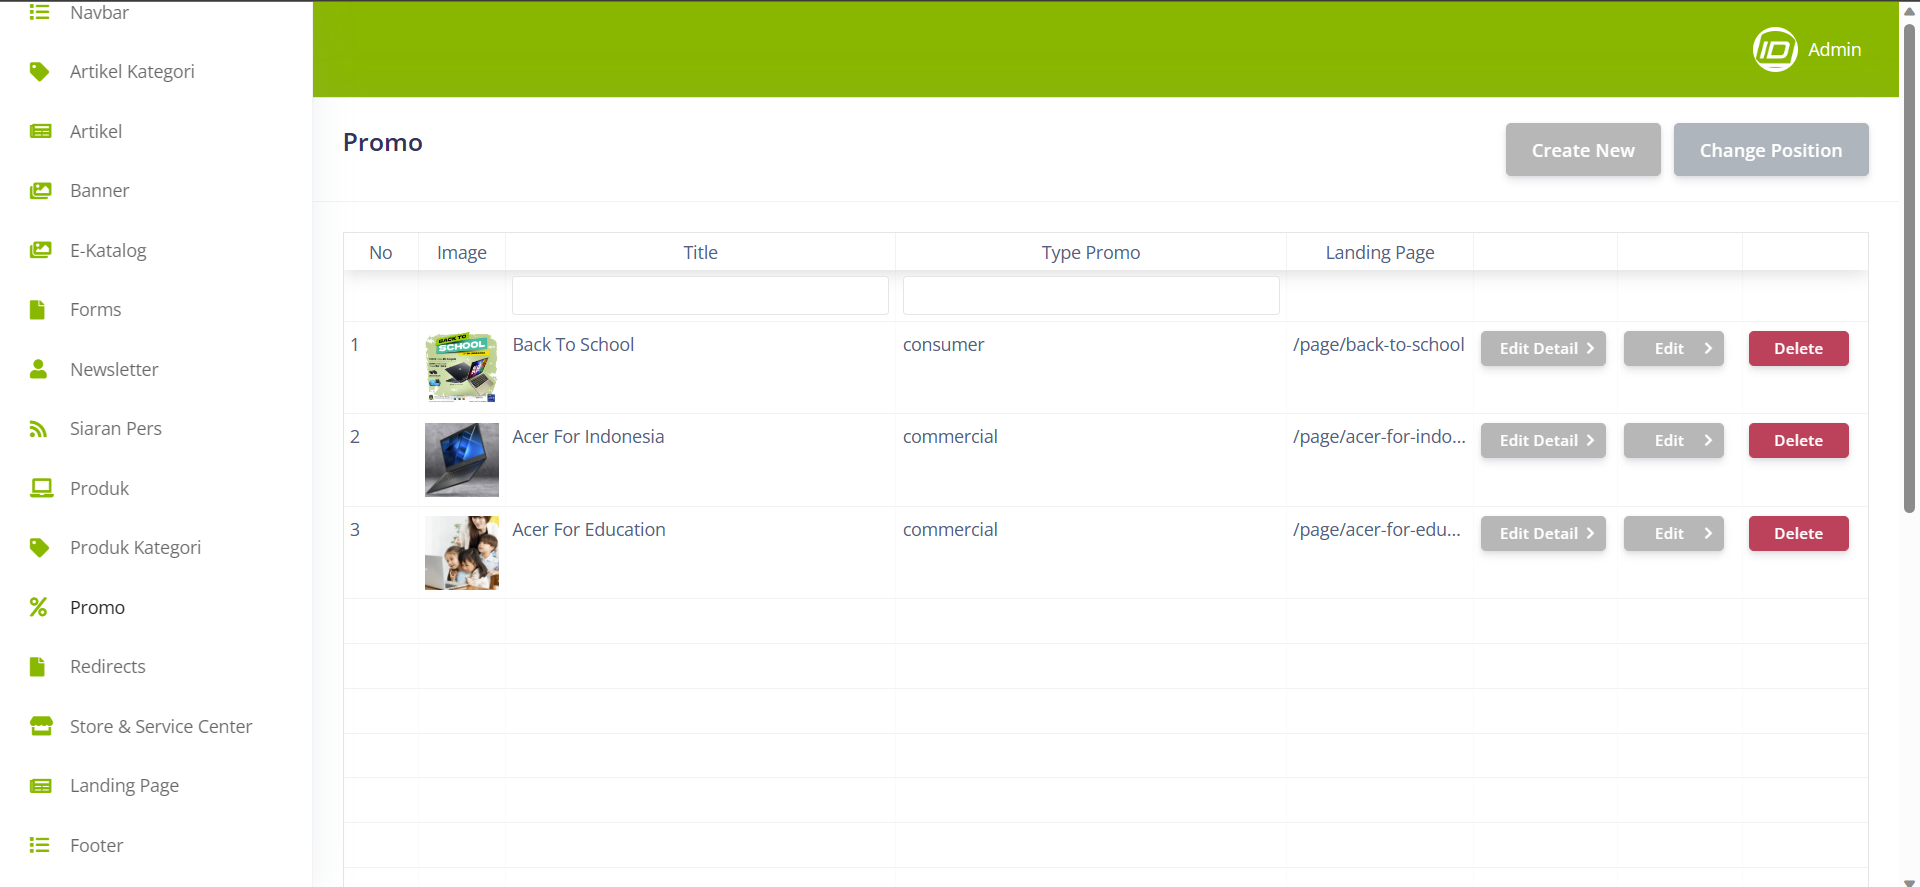 Navbar
Artikel Kategori
Artikel
Banner
E-Katalog
Forms
Newsletter
Siaran Pers
Produk
Produk Kategori
Promo
Redirects
Store & Service Center
Landing Page
Footer
ID Admin
Promo
Create New Change Position
No Image Title Type Promo Landing Page
1 BACK TO SCHOOL Back To School consumer /page/back-to-school Edit Detail Edit Delete
2 Acer For Indonesia commercial /page/acer-for-indo... Edit Detail Edit Delete
3 Acer For Education commercial /page/acer-for-edu... Edit Detail Edit Delete